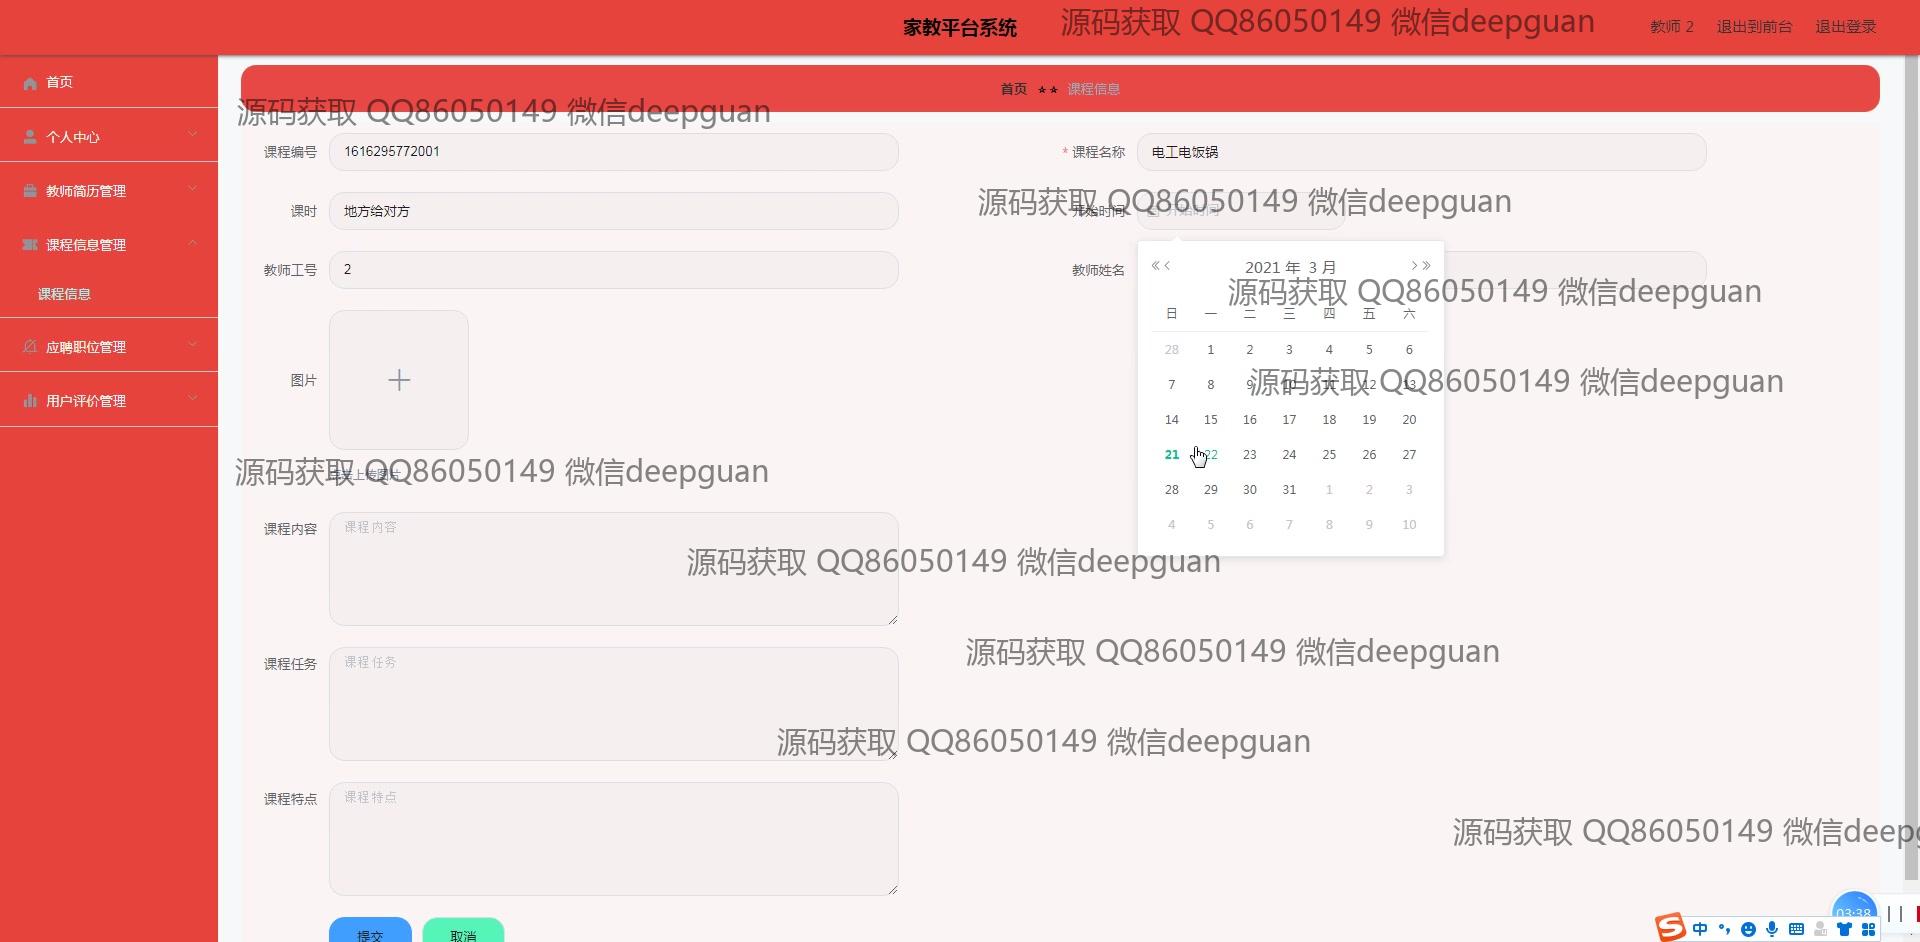 家教平台系统
源码获取 QQ86050149 微信deepguan
教师 2
退出到前台
退出登录
首页
个人中心
教师简历管理
课程信息管理
课程信息
应聘职位管理
用户评价管理
首页 ★★ 课程信息
源码获取 QQ86050149 微信deepguan
课程编号
1616295772001
* 课程名称
电工电饭锅
课时
地方给对方
开始时间
开始时间
源码获取 QQ86050149 微信deepguan
教师工号
2
教师姓名
2021 年 3 月
源码获取 QQ86050149 微信deepguan
日 一 二 三 四 五 六
28 1 2 3 4 5 6
7 8 9 10 11 12 13
源码获取 QQ86050149 微信deepguan
14 15 16 17 18 19 20
21 22 23 24 25 26 27
28 29 30 31 1 2 3
4 5 6 7 8 9 10
图片
点击上传图片
源码获取 QQ86050149 微信deepguan
课程内容
课程内容
源码获取 QQ86050149 微信deepguan
课程任务
课程任务
源码获取 QQ86050149 微信deepguan
源码获取 QQ86050149 微信deepguan
课程特点
课程特点
源码获取 QQ86050149 微信deep
提交
取消
03:38
中